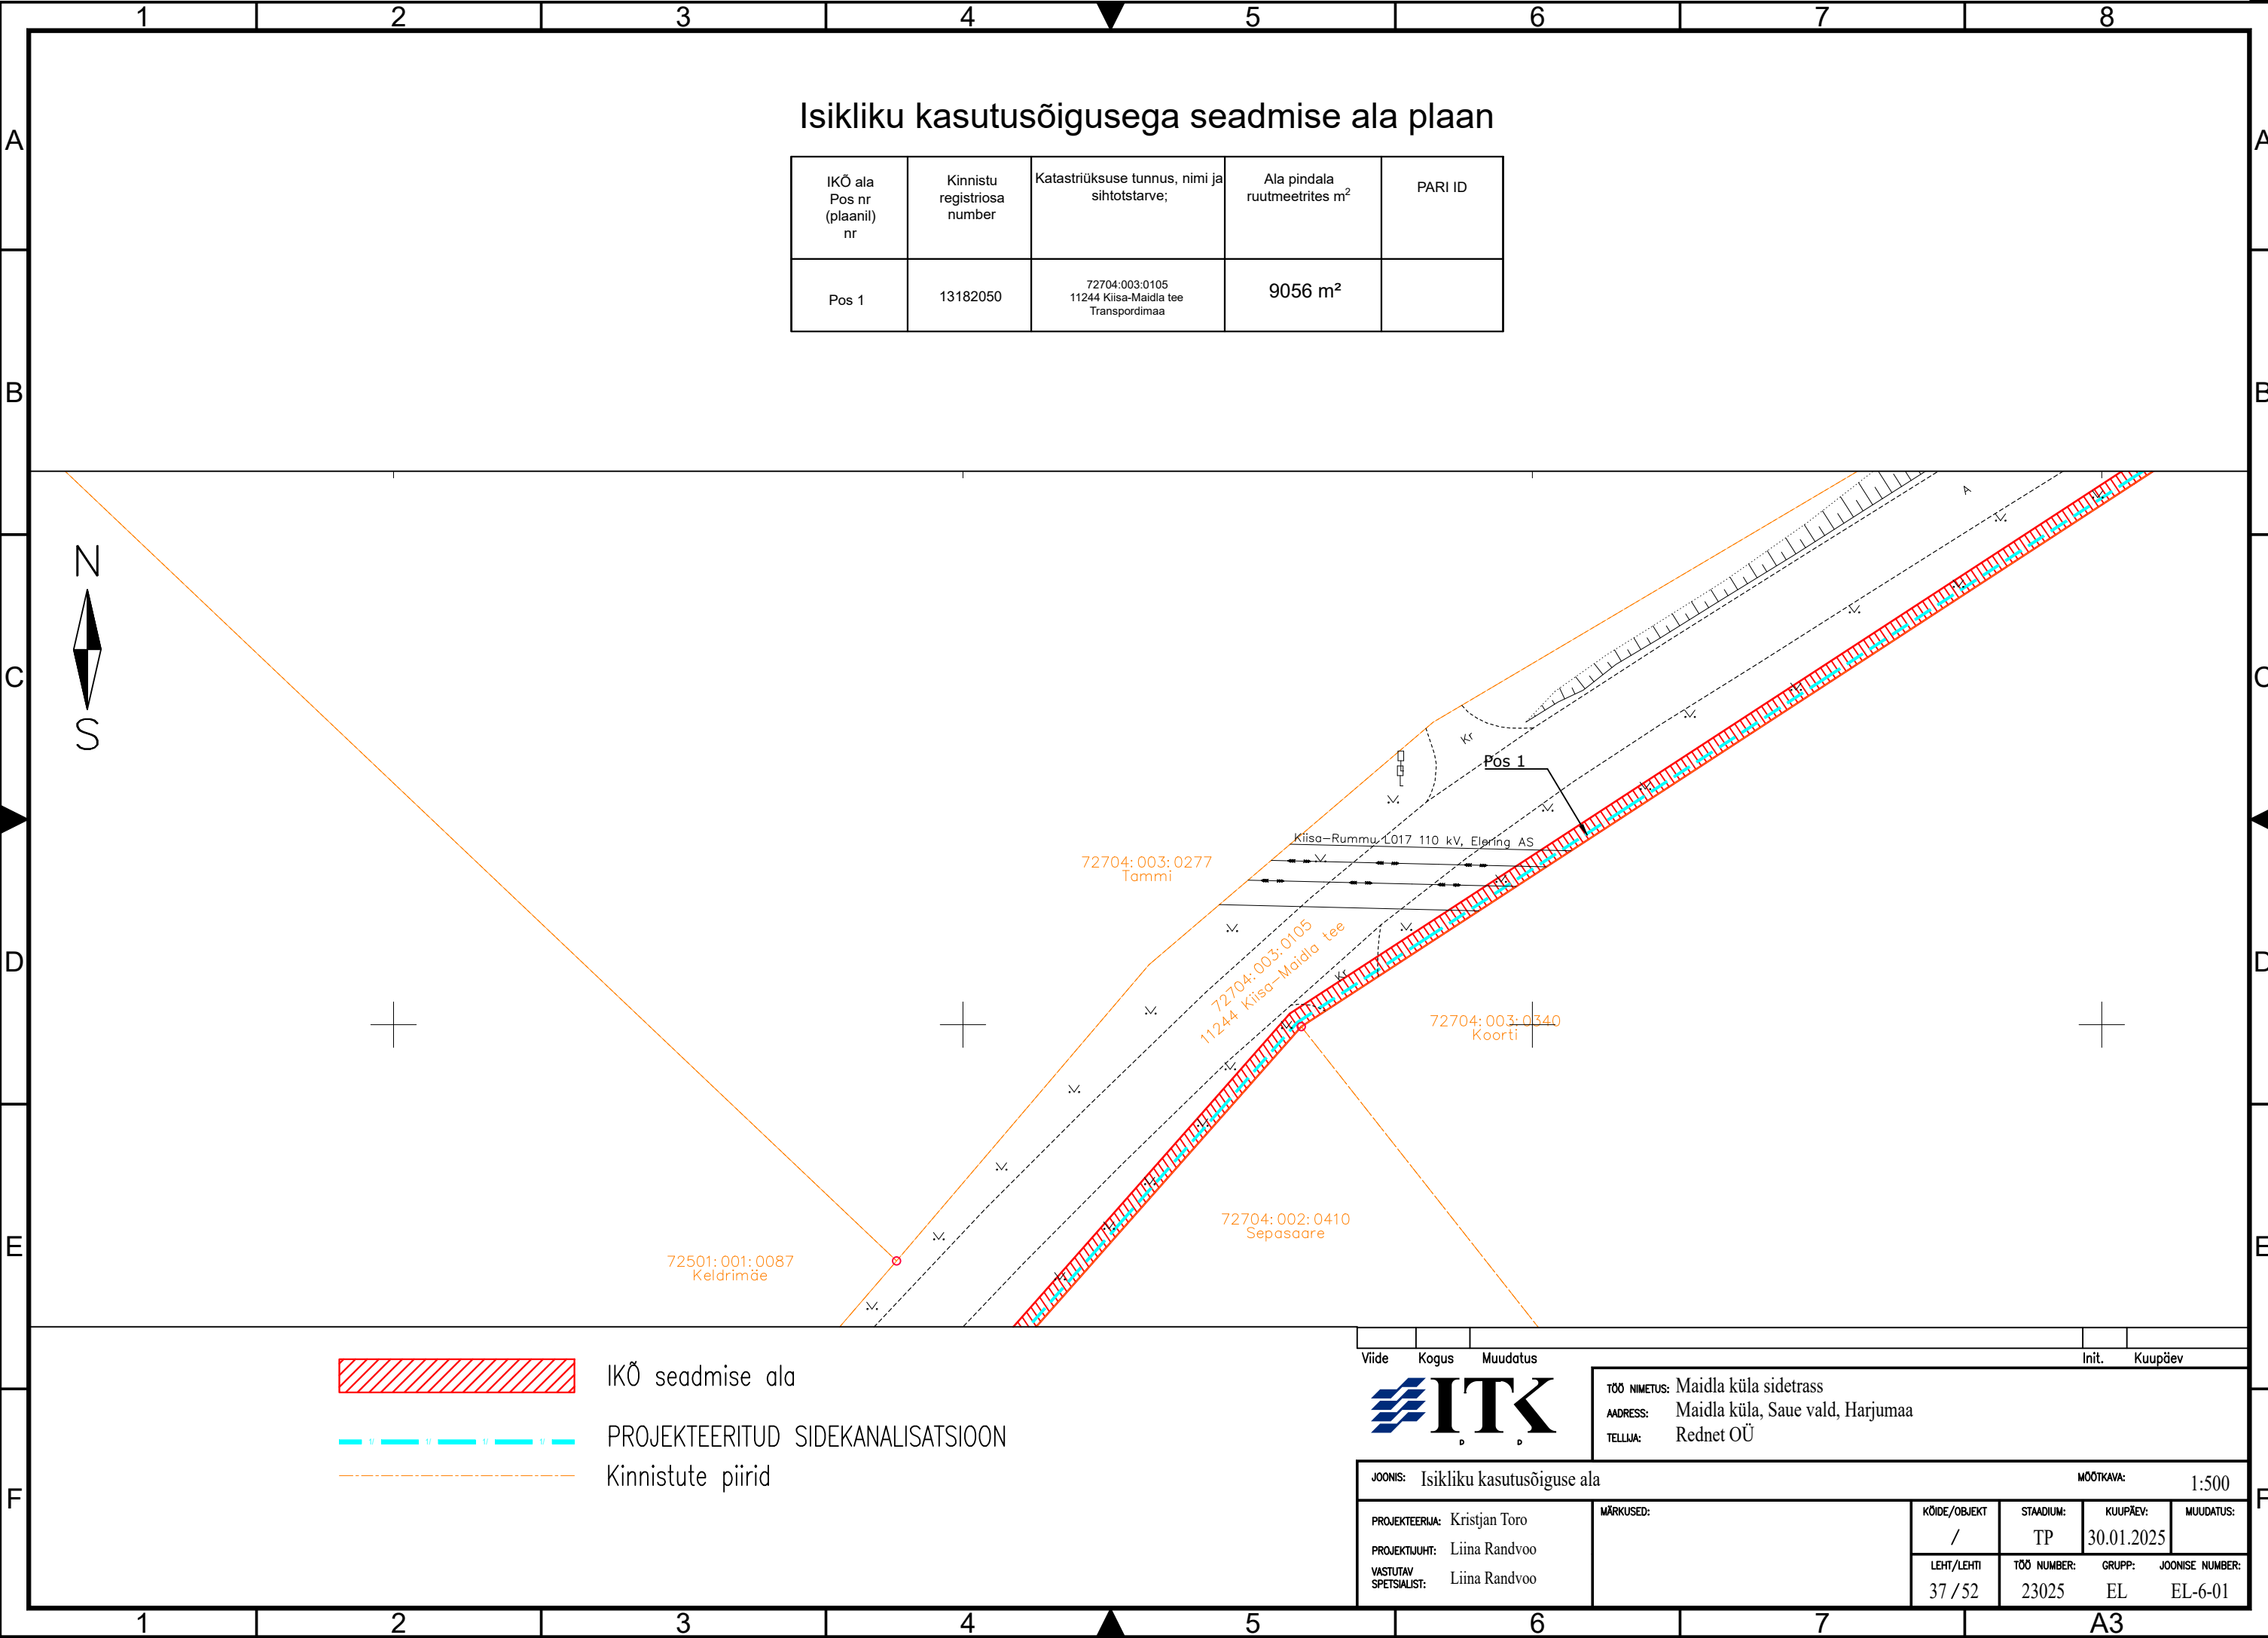 1 2 3 4 5 6 7 8
A A
B B
C C
D D
E E
F F
Isikliku kasutusõigusega seadmise ala plaan
IKÕ ala
Pos nr
(plaanil)
nr
Kinnistu
registriosa
number
Katastriüksuse tunnus, nimi ja
sihtotstarve;
Ala pindala
ruutmeetrites m²
PARI ID
Pos 1
13182050
72704:003:0105
11244 Kiisa-Maidla tee
Transpordimaa
9056 m²
N
S
A
Kr
Pos 1
Kiisa-Rummu L017 110 kV, Elering AS
72704:003:0277
Tammi
72704:003:0105
11244 Kiisa-Maidla tee
Kr
72704:003:0340
Koorti
72704:002:0410
Sepasaare
72501:001:0087
Keldrimäe
IKÕ seadmise ala
PROJEKTEERITUD SIDEKANALISATSIOON
Kinnistute piirid
Viide Kogus Muudatus Init. Kuupäev
ITK
D D
TÖÖ NIMETUS: Maidla küla sidetrass
AADRESS: Maidla küla, Saue vald, Harjumaa
TELLIJA: Rednet OÜ
JOONIS: Isikliku kasutusõiguse ala
MÕÕTKAVA: 1:500
PROJEKTEERIJA: Kristjan Toro
PROJEKTIJUHT: Liina Randvoo
VASTUTAV
SPETSIALIST: Liina Randvoo
MÄRKUSED:
KÖIDE/OBJEKT STAADIUM: KUUPÄEV: MUUDATUS:
/ TP 30.01.2025
LEHT/LEHTI TÖÖ NUMBER: GRUPP: JOONISE NUMBER:
37 / 52 23025 EL EL-6-01
1 2 3 4 5 6 7 A3